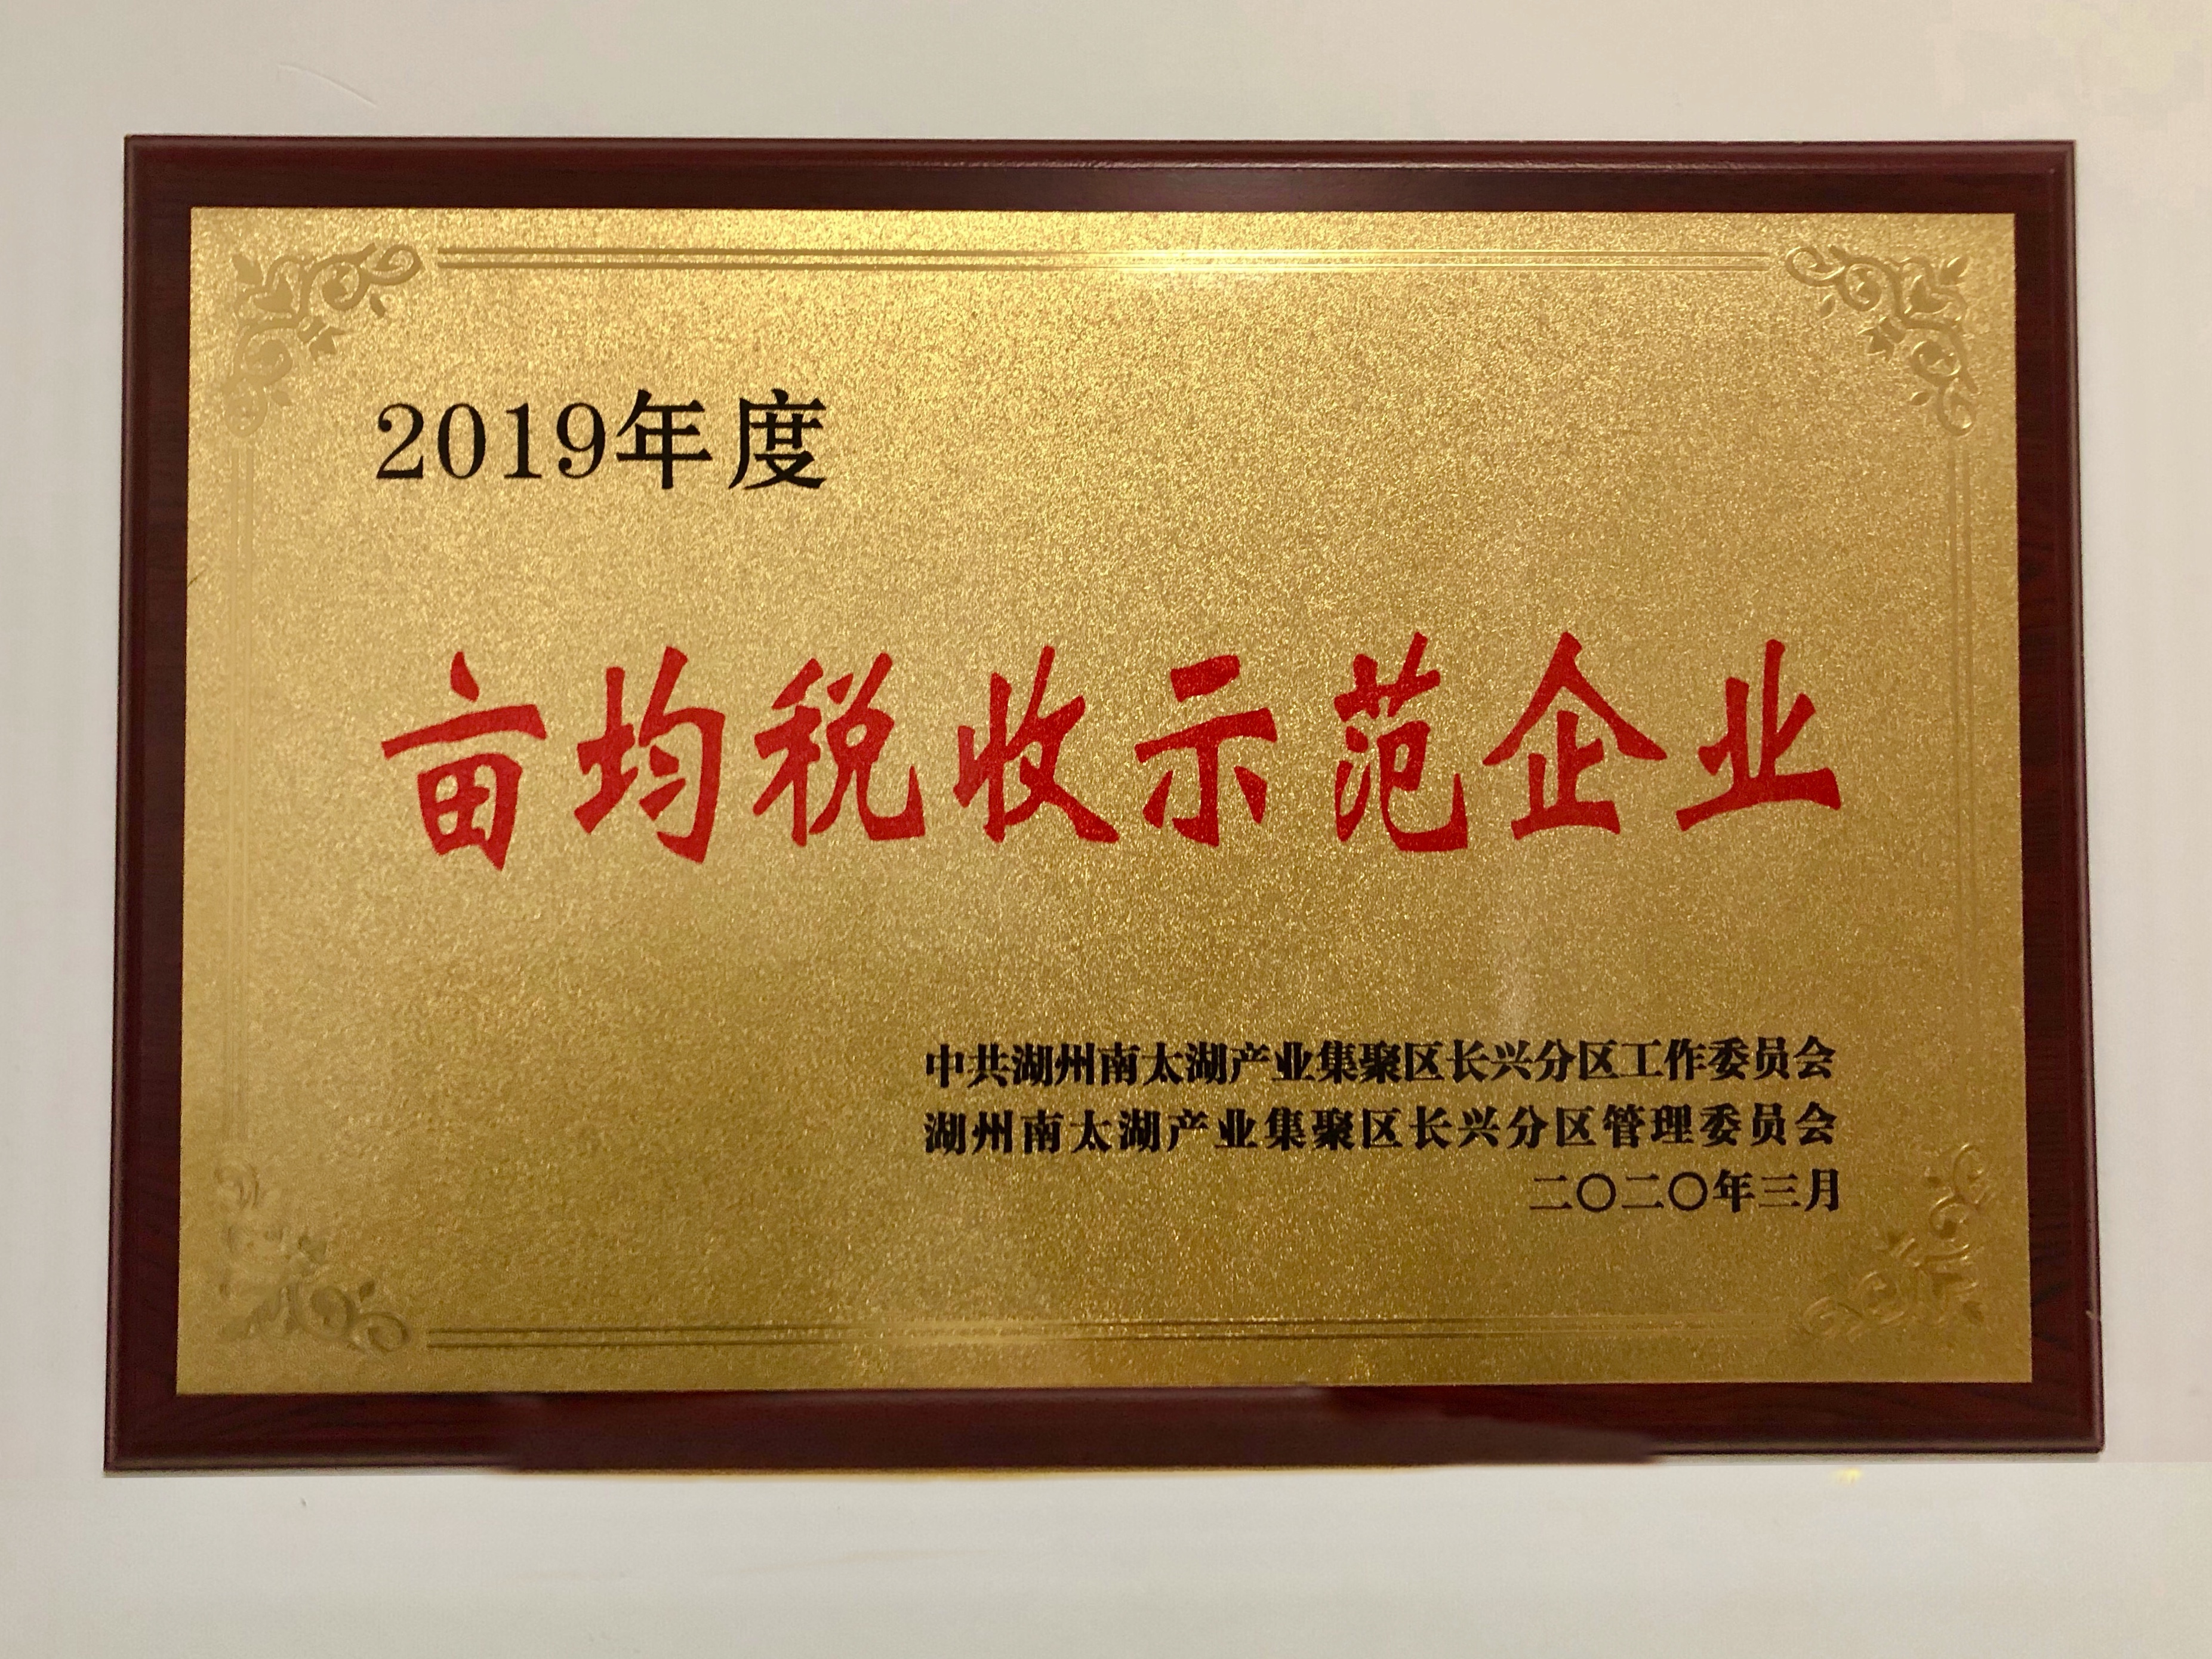 2019年度
亩均税收示范企业
中共湖州南太湖产业集聚区长兴分区工作委员会
湖州南太湖产业集聚区长兴分区管理委员会
二〇二〇年三月